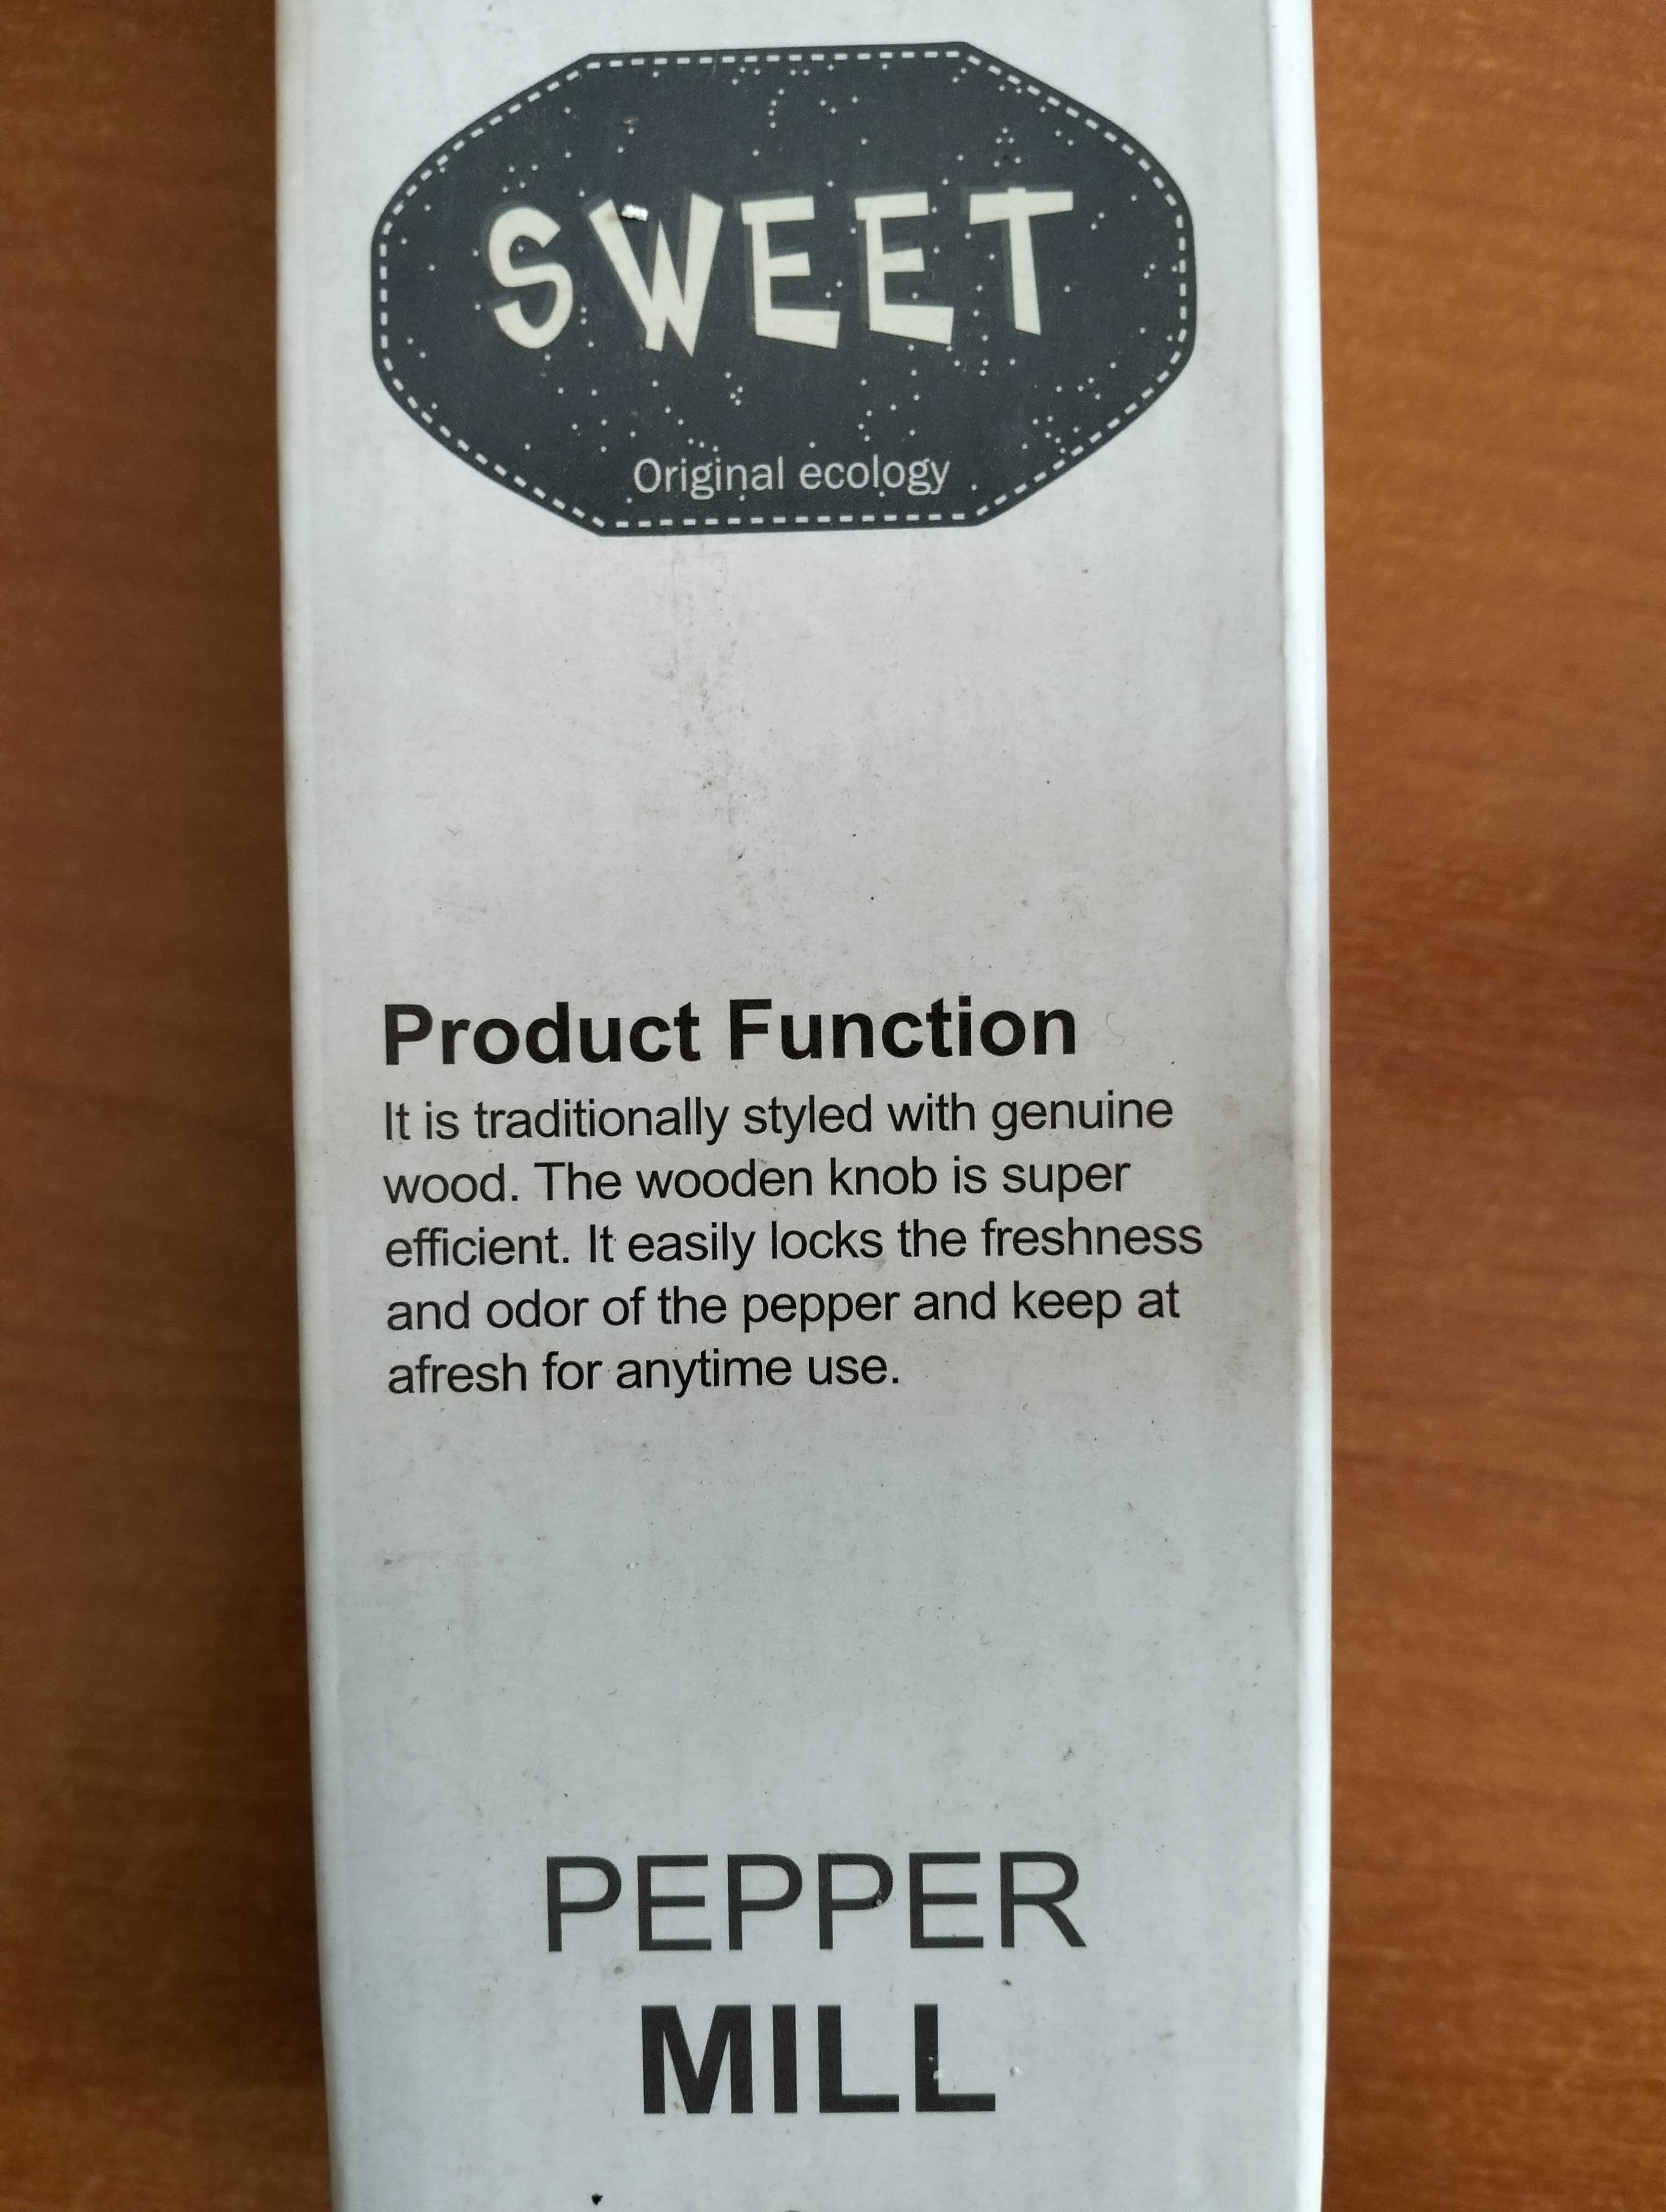 SWEET
Original ecology
Product Function
It is traditionally styled with genuine
wood. The wooden knob is super
efficient. It easily locks the freshness
and odor of the pepper and keep at
afresh for anytime use.
PEPPER
MILL